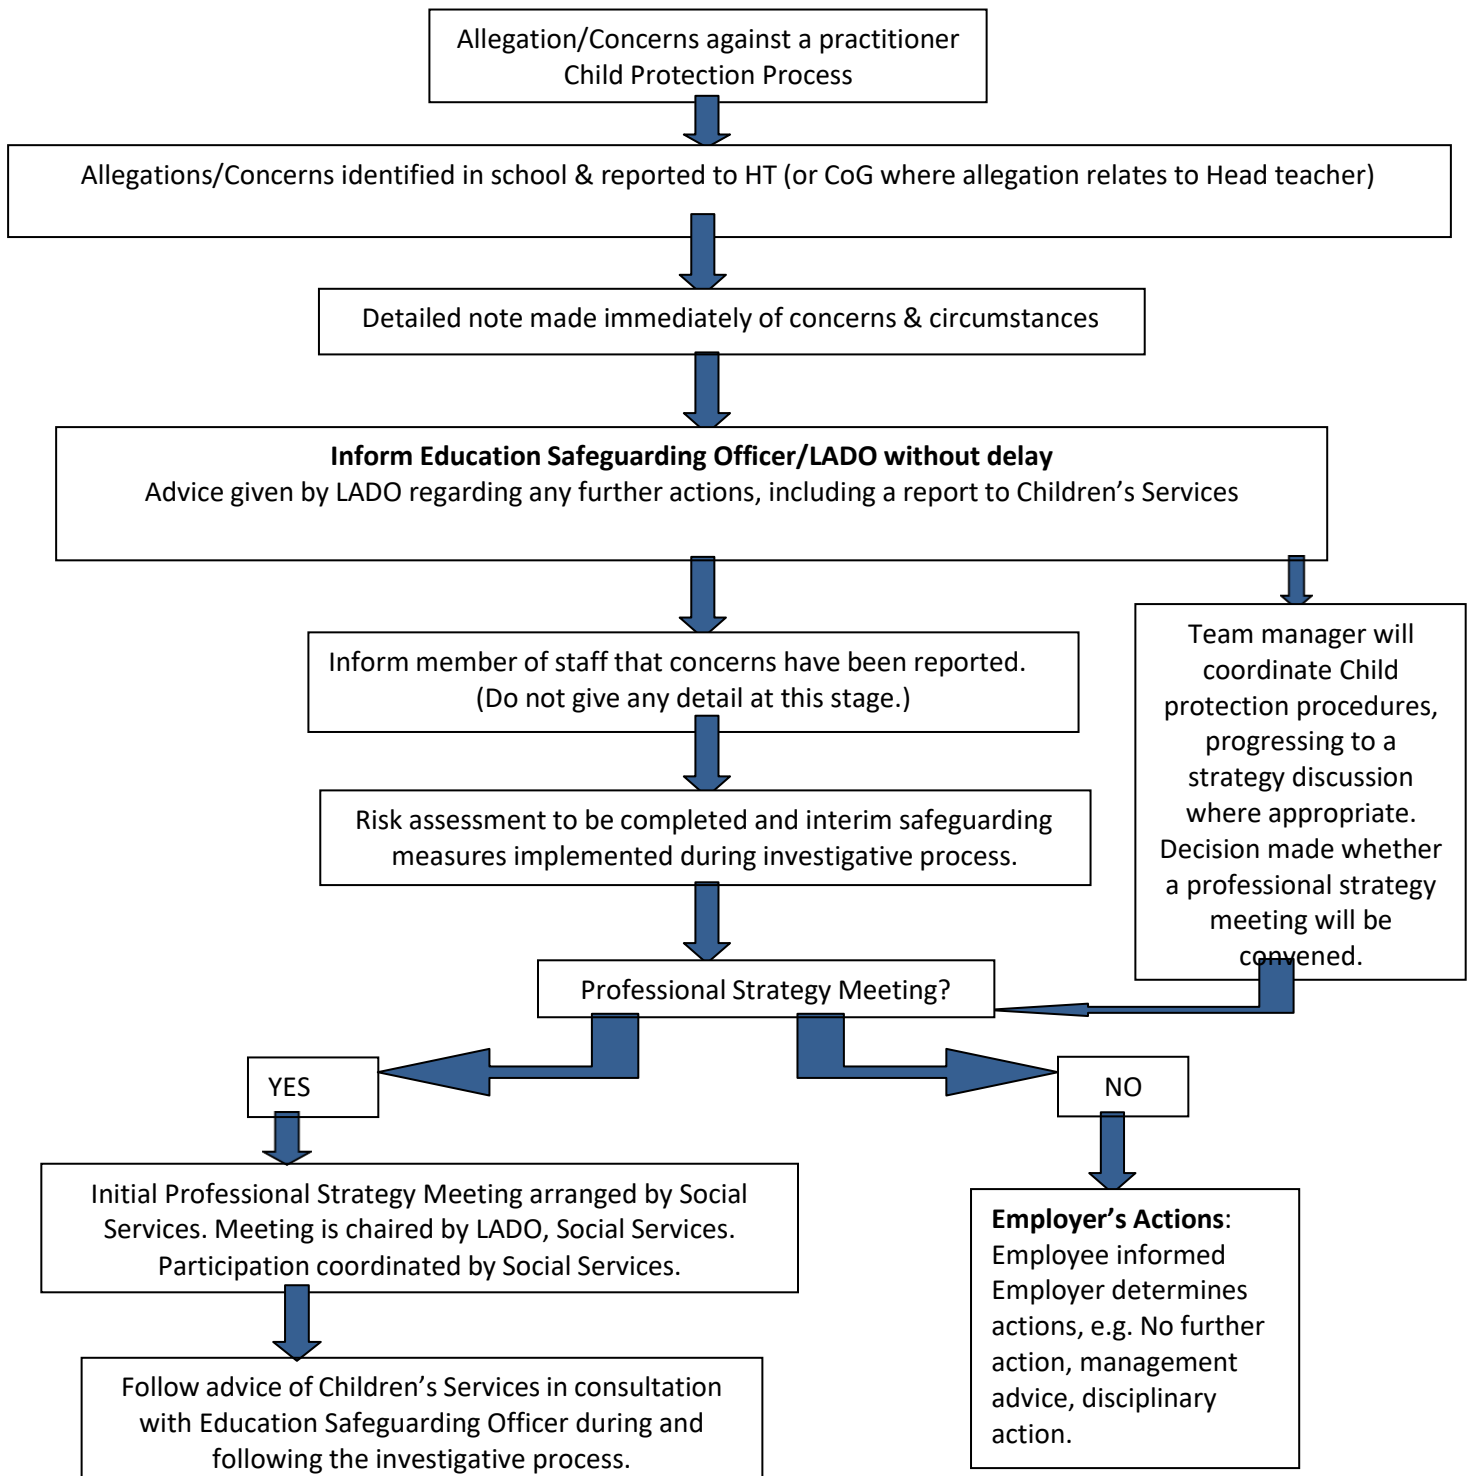 Allegation/Concerns against a practitioner
Child Protection Process
Allegations/Concerns identified in school & reported to HT (or CoG where allegation relates to Head teacher)
Detailed note made immediately of concerns & circumstances
Inform Education Safeguarding Officer/LADO without delay
Advice given by LADO regarding any further actions, including a report to Children’s Services
Inform member of staff that concerns have been reported.
(Do not give any detail at this stage.)
Risk assessment to be completed and interim safeguarding
measures implemented during investigative process.
Team manager will
coordinate Child
protection procedures,
progressing to a
strategy discussion
where appropriate.
Decision made whether
a professional strategy
meeting will be
convened.
Professional Strategy Meeting?
YES
NO
Initial Professional Strategy Meeting arranged by Social
Services. Meeting is chaired by LADO, Social Services.
Participation coordinated by Social Services.
Employer’s Actions:
Employee informed
Employer determines
actions, e.g. No further
action, management
advice, disciplinary
action.
Follow advice of Children’s Services in consultation
with Education Safeguarding Officer during and
following the investigative process.